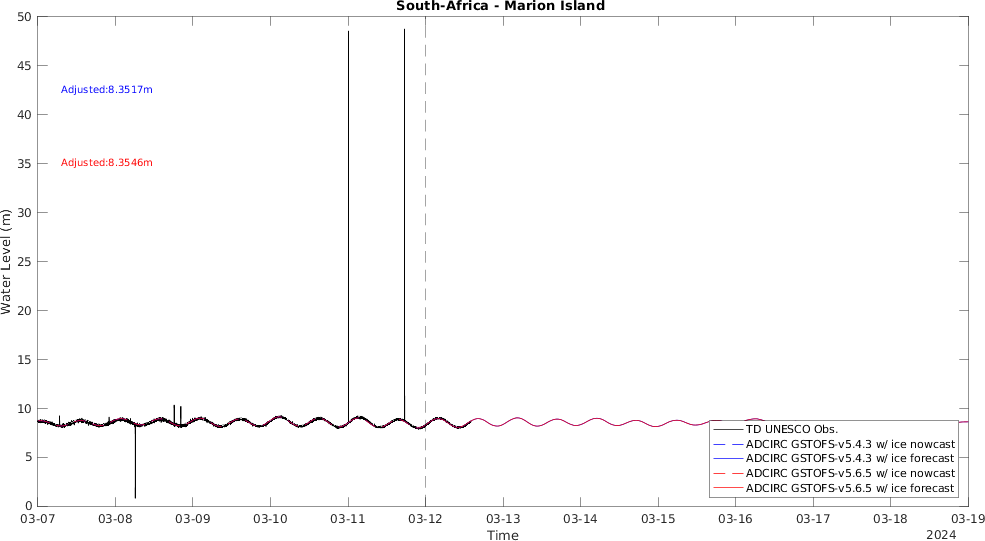 South-Africa - Marion Island
50
45
40
35
30
25
20
15
10
5
0
Water Level (m)
Adjusted:8.3517m
Adjusted:8.3546m
TD UNESCO Obs.
ADCIRC GSTOFS-v5.4.3 w/ ice nowcast
ADCIRC GSTOFS-v5.4.3 w/ ice forecast
ADCIRC GSTOFS-v5.6.5 w/ ice nowcast
ADCIRC GSTOFS-v5.6.5 w/ ice forecast
03-07 03-08 03-09 03-10 03-11 03-12 03-13 03-14 03-15 03-16 03-17 03-18 03-19
Time
2024